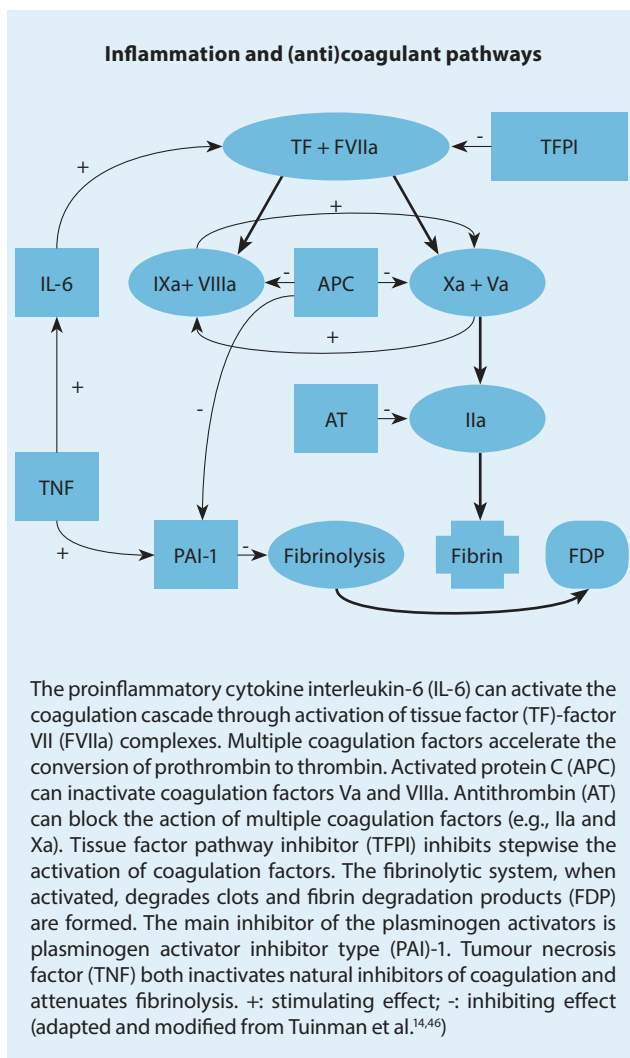 Inflammation and (anti)coagulant pathways
TF + FVIIa
-
TFPI
+
+
IL-6
IXa+ VIIIa
-
APC
-
Xa + Va
+
+
-
AT
-
IIa
TNF
+
PAI-1
-
Fibrinolysis
Fibrin
FDP
The proinflammatory cytokine interleukin-6 (IL-6) can activate the
coagulation cascade through activation of tissue factor (TF)-factor
VII (FVIIa) complexes. Multiple coagulation factors accelerate the
conversion of prothrombin to thrombin. Activated protein C (APC)
can inactivate coagulation factors Va and VIIIa. Antithrombin (AT)
can block the action of multiple coagulation factors (e.g., IIa and
Xa). Tissue factor pathway inhibitor (TFPI) inhibits stepwise the
activation of coagulation factors. The fibrinolytic system, when
activated, degrades clots and fibrin degradation products (FDP)
are formed. The main inhibitor of the plasminogen activators is
plasminogen activator inhibitor type (PAI)-1. Tumour necrosis
factor (TNF) both inactivates natural inhibitors of coagulation and
attenuates fibrinolysis. +: stimulating effect; -: inhibiting effect
(adapted and modified from Tuinman et al.14,46)